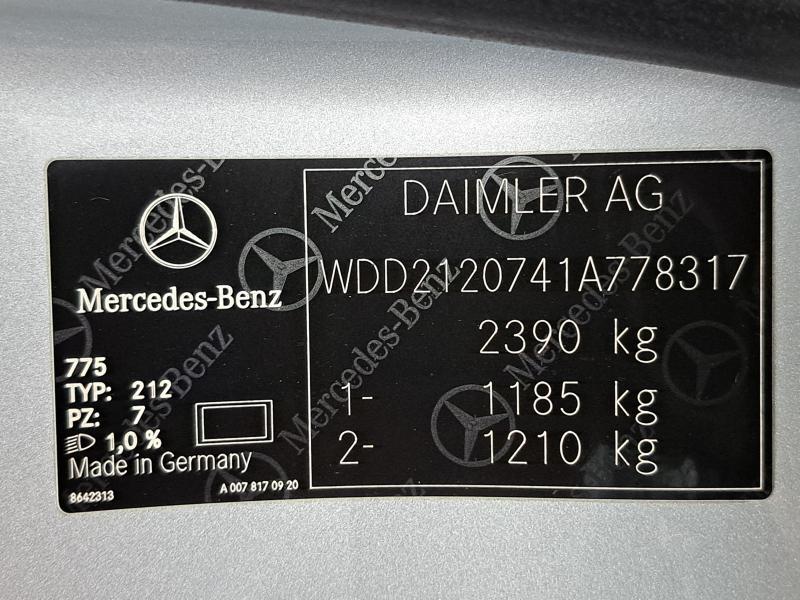 Mercedes-Benz
775
TYP: 212
PZ: 7
1,0 %
Made in Germany
8642313
A 007 817 09 20
DAIMLER AG
WDD2120741A778317
2390 kg
1- 1185 kg
2- 1210 kg